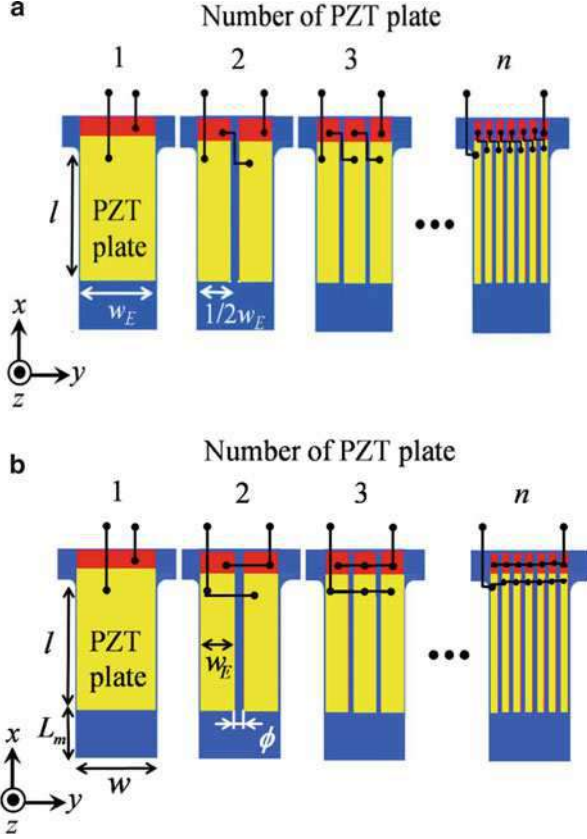 a
Number of PZT plate
1 2 3 n
l
PZT
plate
w_E
1/2w_E
x
y
z
b
Number of PZT plate
1 2 3 n
l
PZT
plate
w_E
L_m
ϕ
w
x
y
z